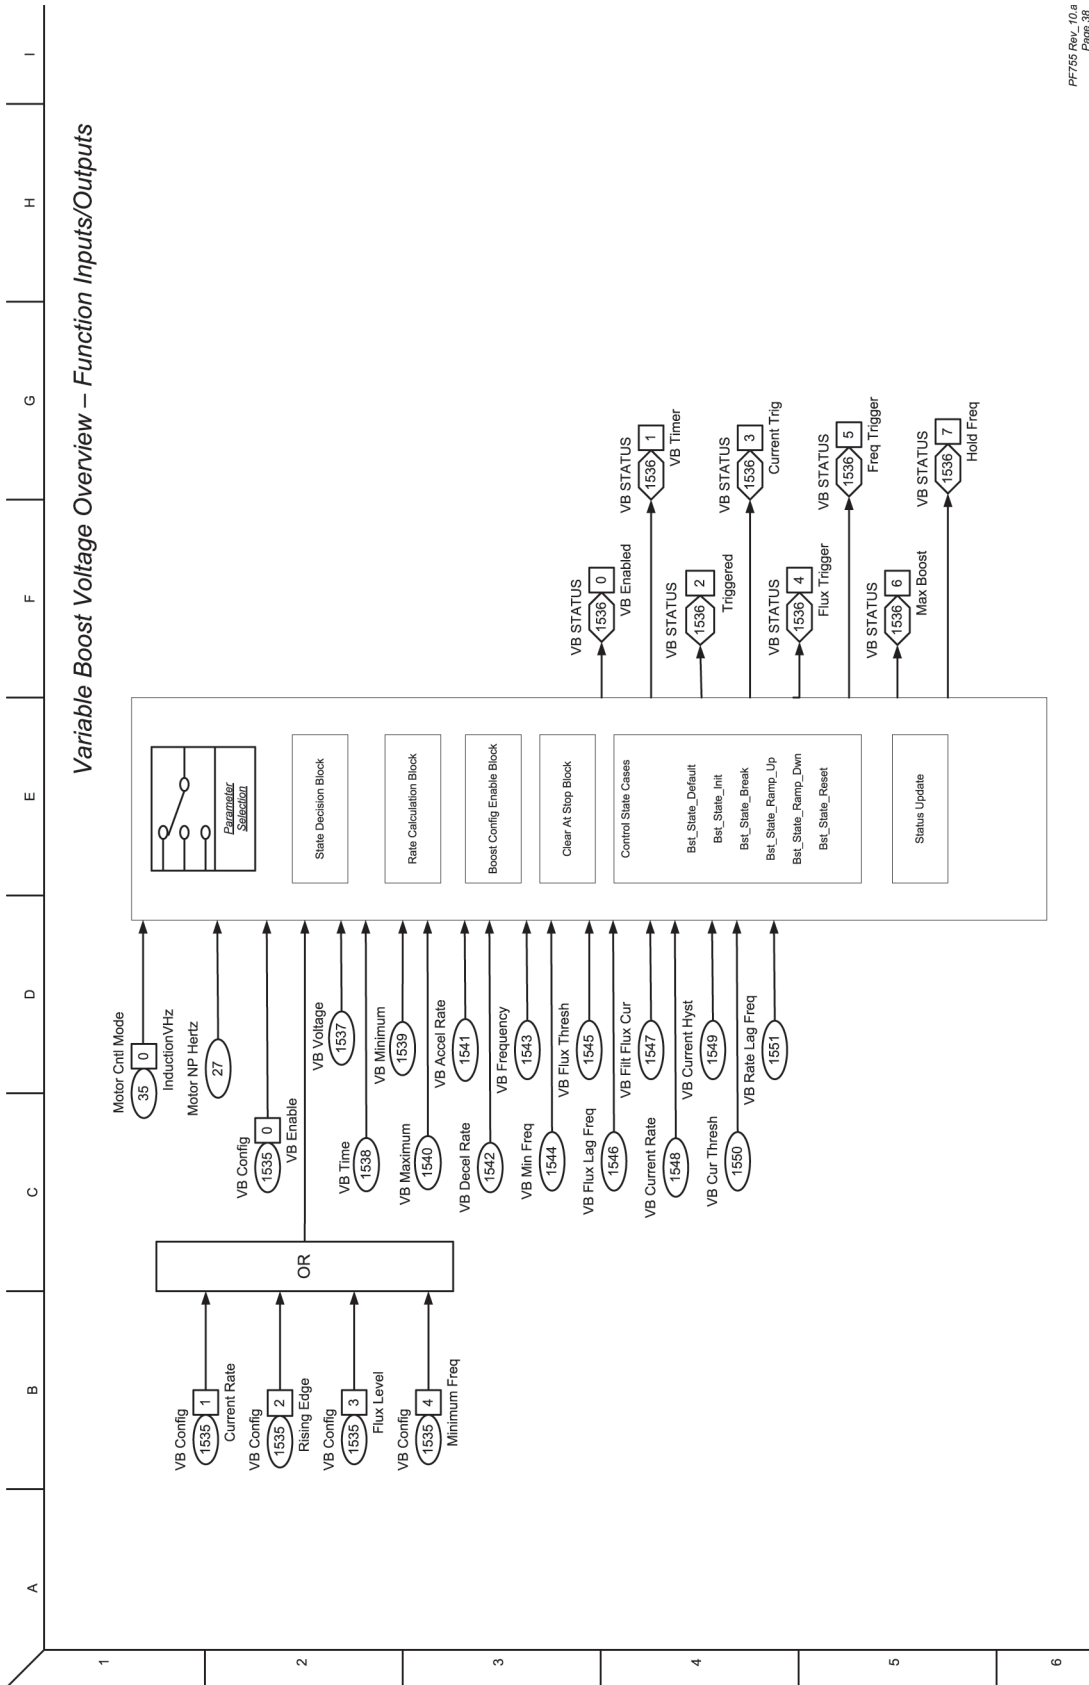 Variable Boost Voltage Overview – Function Inputs/Outputs
A
B
C
D
E
F
G
H
I
1
2
3
4
5
6
VB Config
1535
1
Current Rate
VB Config
1535
2
Rising Edge
VB Config
1535
3
Flux Level
VB Config
1535
4
Minimum Freq
OR
Motor Cntl Mode
35
0
InductionVHz
Motor NP Hertz
27
VB Config
1535
0
VB Enable
VB Voltage
1537
VB Time
1538
VB Minimum
1539
VB Maximum
1540
VB Accel Rate
1541
VB Decel Rate
1542
VB Frequency
1543
VB Min Freq
1544
VB Flux Thresh
1545
VB Flux Lag Freq
1546
VB Filt Flux Cur
1547
VB Current Rate
1548
VB Current Hyst
1549
VB Cur Thresh
1550
VB Rate Lag Freq
1551
Parameter
Selection
State Decision Block
Rate Calculation Block
Boost Config Enable Block
Clear At Stop Block
Control State Cases
Bst_State_Default
Bst_State_Init
Bst_State_Break
Bst_State_Ramp_Up
Bst_State_Ramp_Dwn
Bst_State_Reset
Status Update
VB STATUS
1536
0
VB Enabled
VB STATUS
1536
1
VB Timer
VB STATUS
1536
2
Triggered
VB STATUS
1536
3
Current Trig
VB STATUS
1536
4
Flux Trigger
VB STATUS
1536
5
Freq Trigger
VB STATUS
1536
6
Max Boost
VB STATUS
1536
7
Hold Freq
PF755 Rev_10.a
Page 38